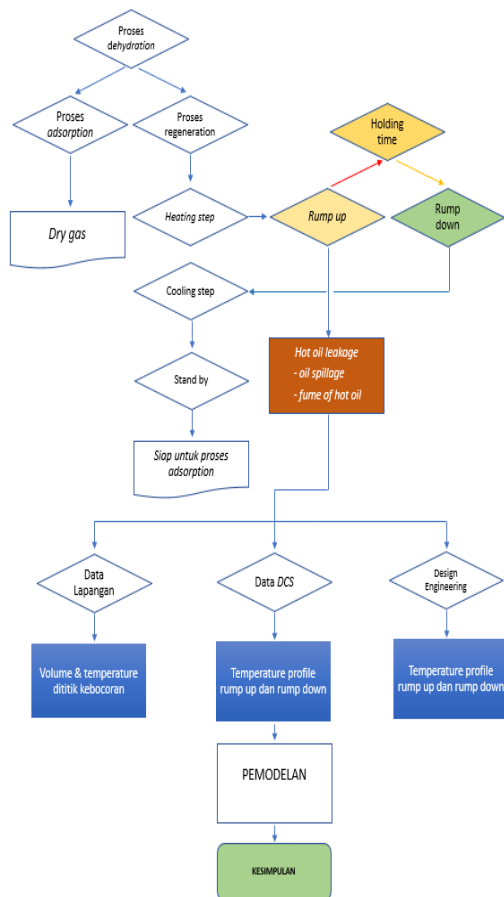 Proses
dehydration
Proses
adsorption
Proses
regeneration
Holding
time
Dry gas
Heating step
Rump up
Rump
down
Cooling step
Hot oil leakage
- oil spillage
- fume of hot oil
Stand by
Siap untuk proses
adsorption
Data
Lapangan
Data DCS
Design
Engineering
Volume & temperature
dititik kebocoran
Temperature profile
rump up dan rump down
Temperature profile
rump up dan rump down
PEMODELAN
KESIMPULAN